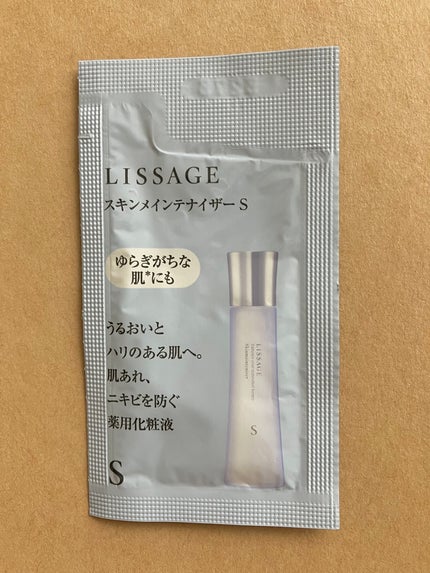 LISSAGE
スキンメインテナイザー S
ゆらぎがちな
肌*にも
うるおいと
ハリのある肌へ。
肌あれ、
ニキビを防ぐ
薬用化粧液
S
LISSAGE
S